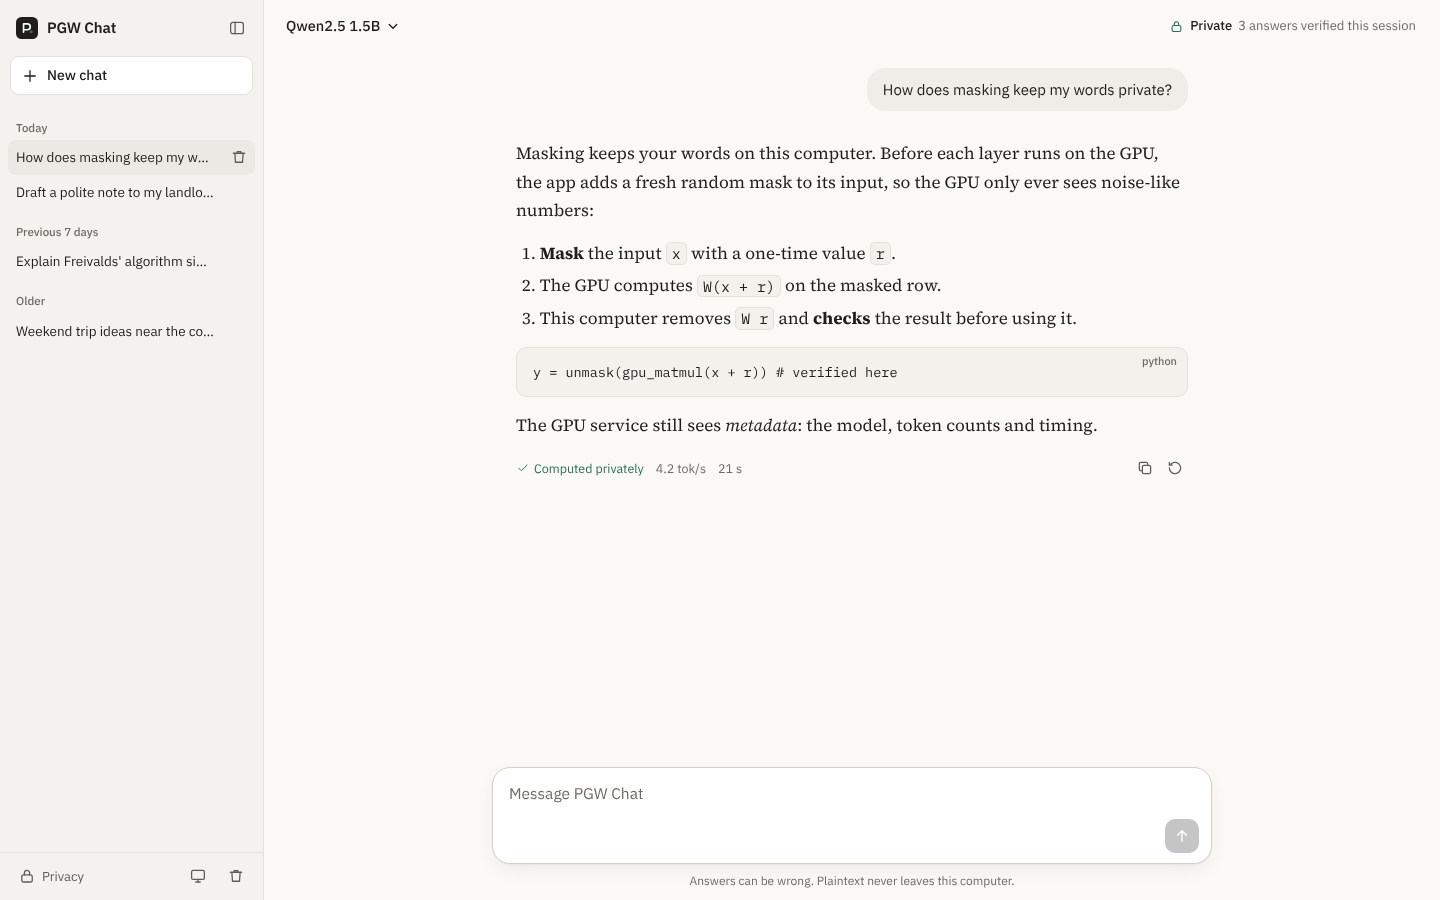 PGW Chat
New chat
Today
How does masking keep my w...
Draft a polite note to my landlo...
Previous 7 days
Explain Freivalds' algorithm si...
Older
Weekend trip ideas near the co...
Privacy
Qwen2.5 1.5B
Private 3 answers verified this session
How does masking keep my words private?
Masking keeps your words on this computer. Before each layer runs on the GPU,
the app adds a fresh random mask to its input, so the GPU only ever sees noise-like
numbers:
1. Mask the input x with a one-time value r.
2. The GPU computes W(x + r) on the masked row.
3. This computer removes W r and checks the result before using it.
python
y = unmask(gpu_matmul(x + r)) # verified here
The GPU service still sees metadata: the model, token counts and timing.
Computed privately 4.2 tok/s 21 s
Message PGW Chat
Answers can be wrong. Plaintext never leaves this computer.